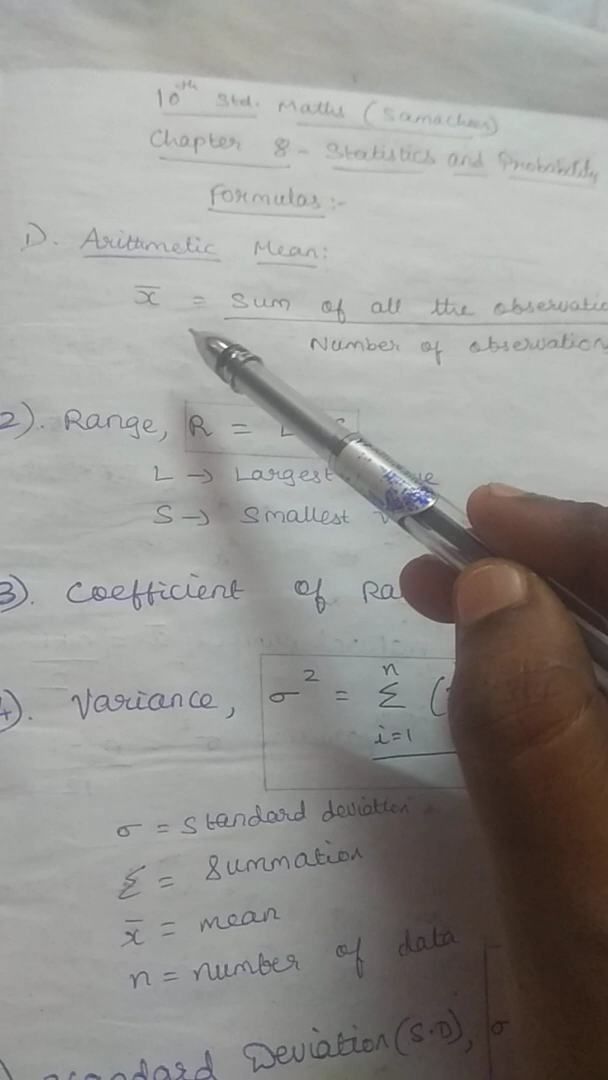 10th Std. Maths (Samacheer)
Chapter 8 - Statistics and Probability
Formulas:-
1). Arithmetic Mean:
x̄ = Sum of all the observatio
Number of observation
2). Range, R = L
L → Largest
S → Smallest
3). Coefficient of Ra
4). Variance, σ² = n Σ i=1 (
σ = Standard deviation
Σ = Summation
x̄ = mean
n = number of data
Deviation (S.D), σ